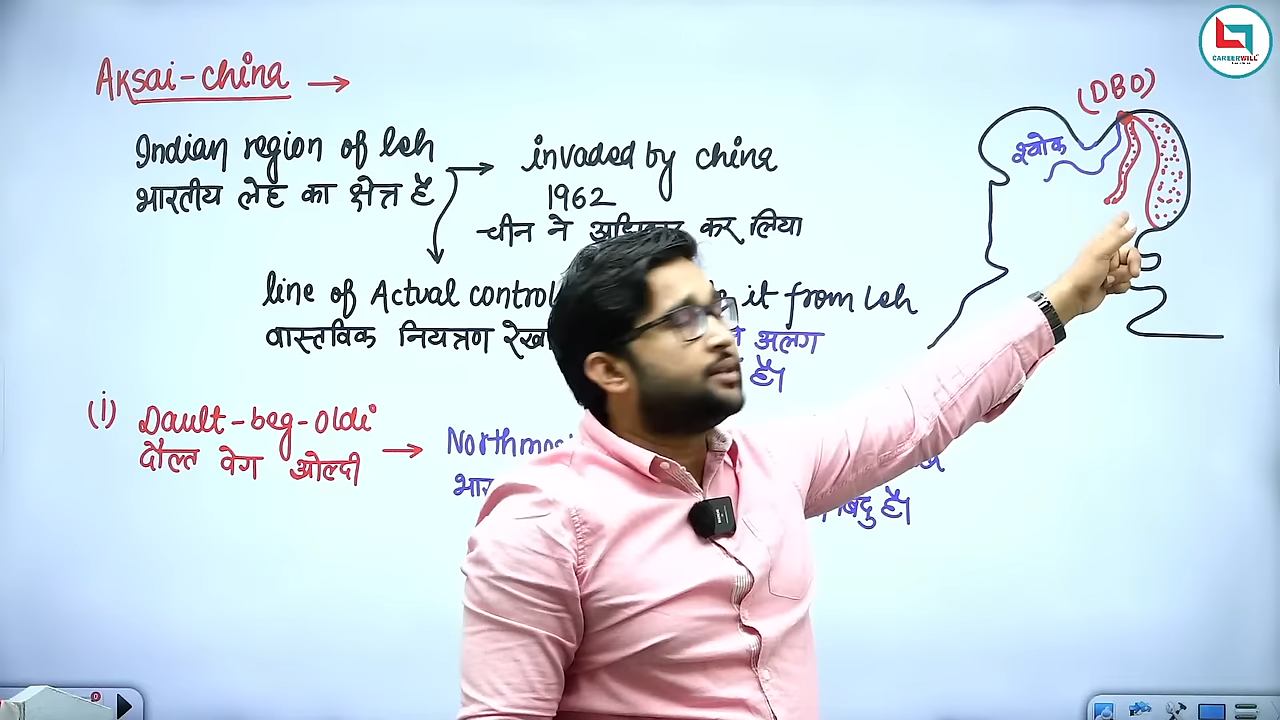 Aksai-china →
Indian region of leh → invaded by china
भारतीय लेह का क्षेत्र है 1962
चीन ने कर लिया
line of Actual control it from leh
वास्तविक नियत्रण अलग
है।
(i) Dault-beg-oldi
दौलत वेग ओल्दी →
है।
(DBO)
श्योक
CAREERWILL